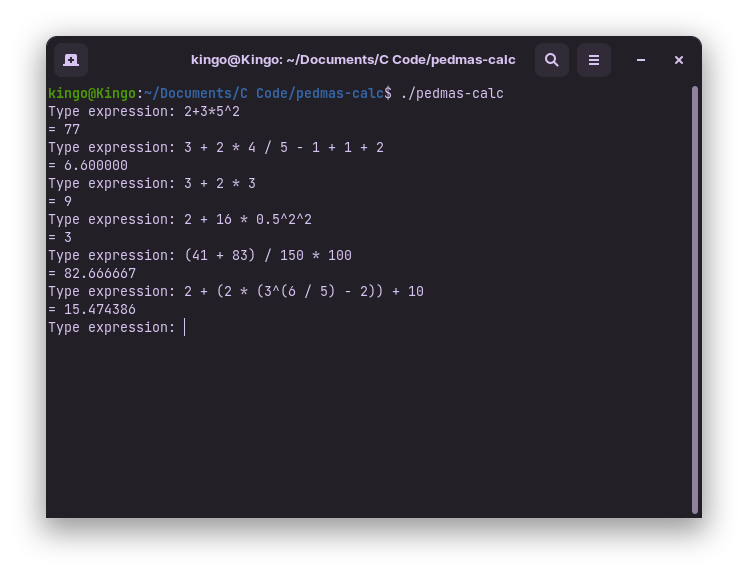 kingo@Kingo: ~/Documents/C Code/pedmas-calc
kingo@Kingo:~/Documents/C Code/pedmas-calc$ ./pedmas-calc
Type expression: 2+3*5^2
= 77
Type expression: 3 + 2 * 4 / 5 - 1 + 1 + 2
= 6.600000
Type expression: 3 + 2 * 3
= 9
Type expression: 2 + 16 * 0.5^2^2
= 3
Type expression: (41 + 83) / 150 * 100
= 82.666667
Type expression: 2 + (2 * (3^(6 / 5) - 2)) + 10
= 15.474386
Type expression: